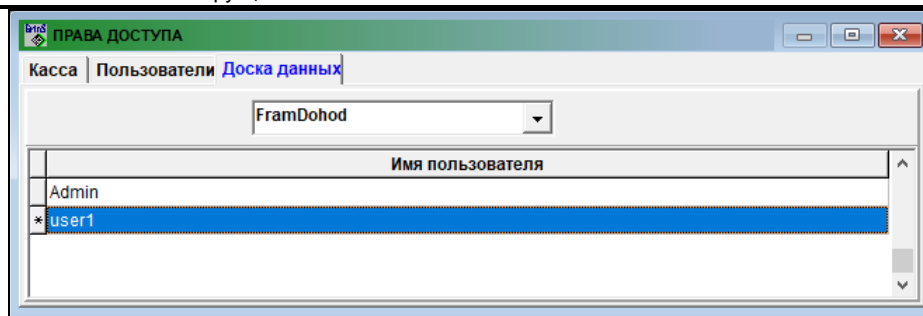 ПРАВА ДОСТУПА
Касса Пользователи Доска данных
FramDohod
Имя пользователя
Admin
* user1